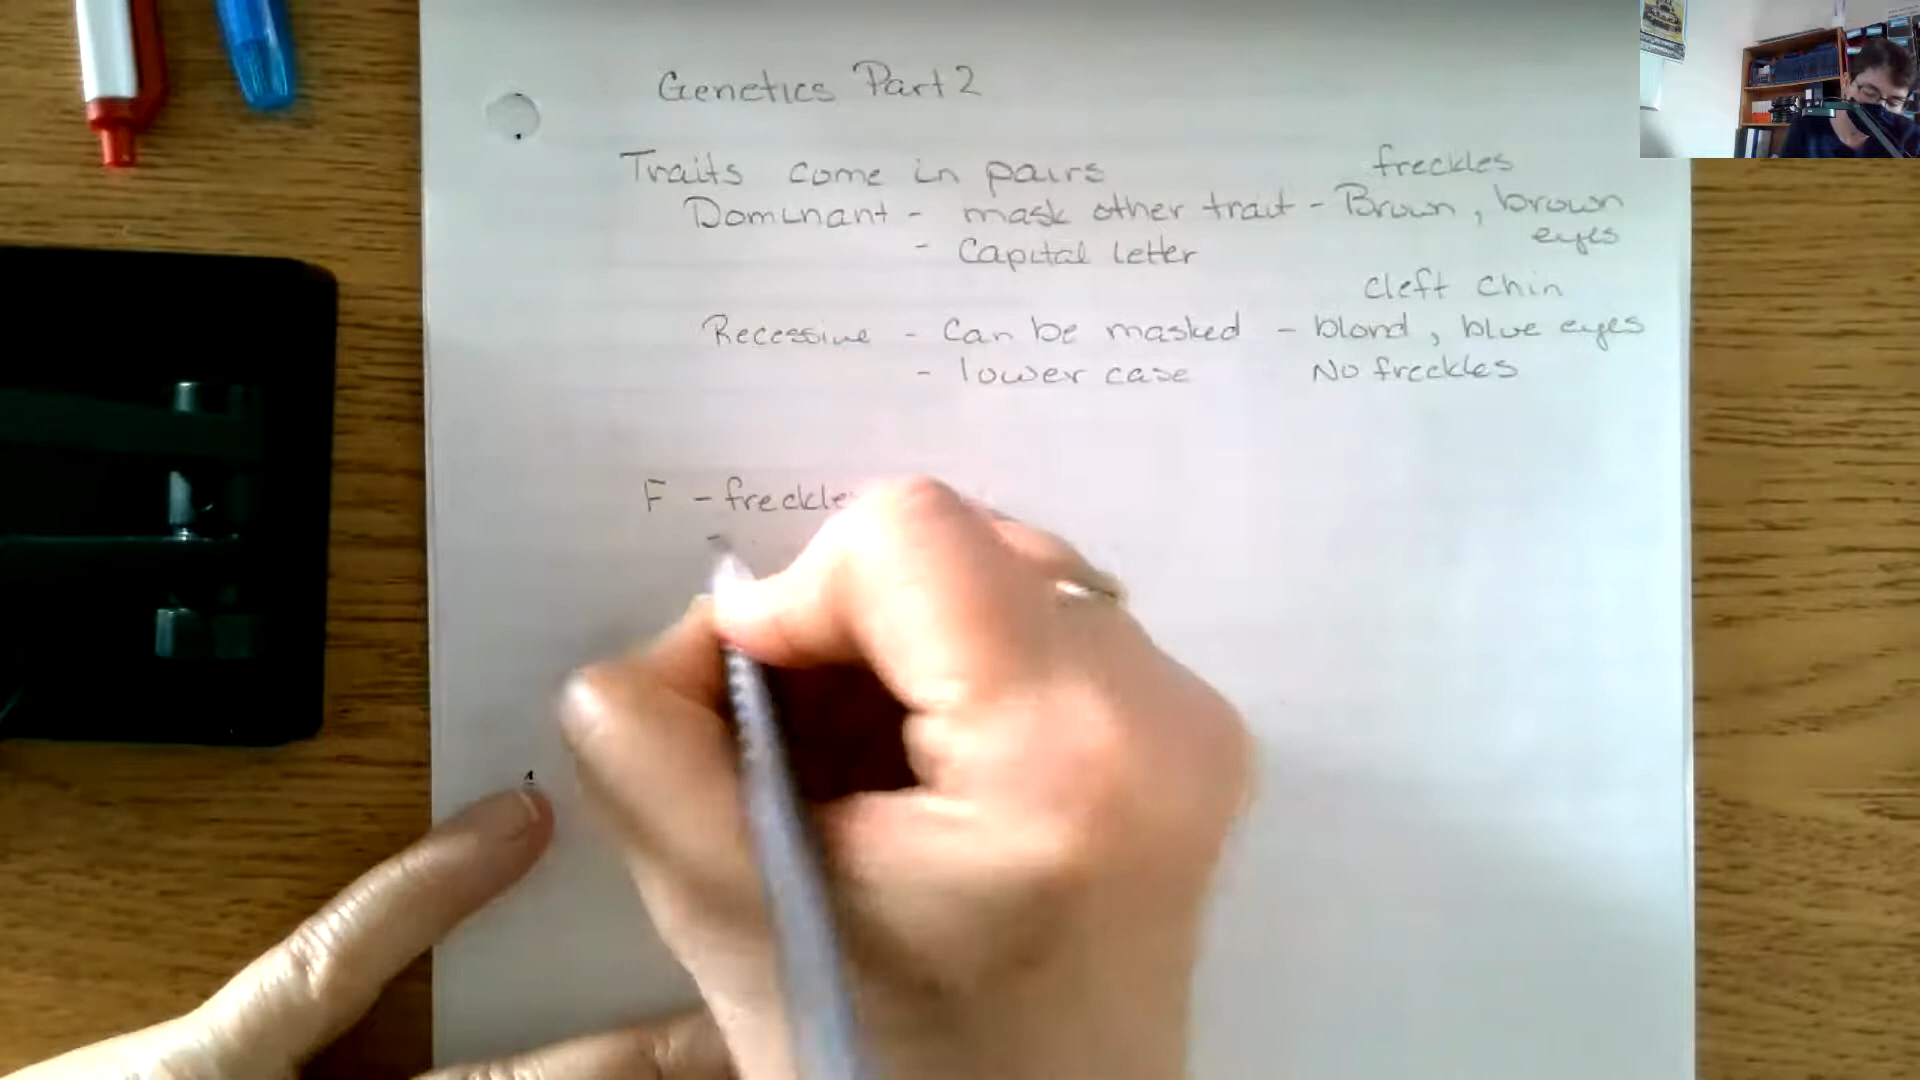 Genetics Part 2
Traits come in pairs
freckles
Dominant - mask other trait - Brown, brown
eyes
- Capital letter
cleft chin
Recessive - Can be masked - blond, blue eyes
- lower case No freckles
F - freckle